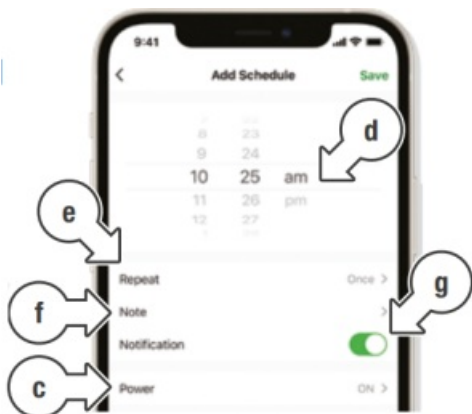 9:41
Add Schedule Save
8 23
9 24
10 25 am
11 26 pm
12 27
d
e
Repeat Once
f
Note
g
Notification
c
Power ON